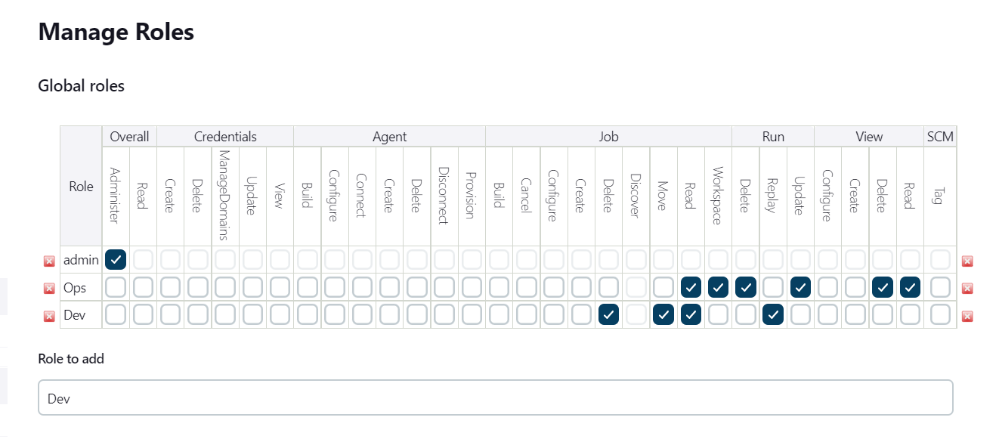 Manage Roles
Global roles
Role Overall Credentials Agent Job Run View SCM
Administer Read Create Delete ManageDomains Update View Build Configure Connect Create Delete Disconnect Provision Build Cancel Configure Create Delete Discover Move Read Workspace Delete Replay Update Configure Create Delete Read Tag
admin
Ops
Dev
Role to add
Dev